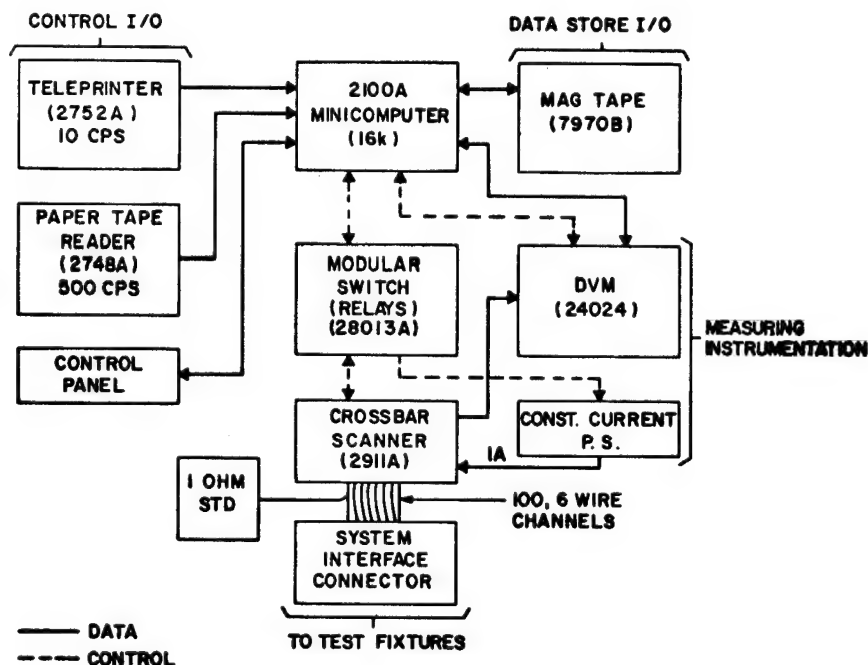 CONTROL I/O
DATA STORE I/O
TELEPRINTER
(2752A)
10 CPS
2100A
MINICOMPUTER
(16k)
MAG TAPE
(7970B)
PAPER TAPE
READER
(2748A)
500 CPS
MODULAR
SWITCH
(RELAYS)
(28013A)
DVM
(24024)
MEASURING
INSTRUMENTATION
CONTROL
PANEL
CROSSBAR
SCANNER
(2911A)
CONST. CURRENT
P. S.
1A
1 OHM
STD
100, 6 WIRE
CHANNELS
SYSTEM
INTERFACE
CONNECTOR
TO TEST FIXTURES
DATA
CONTROL